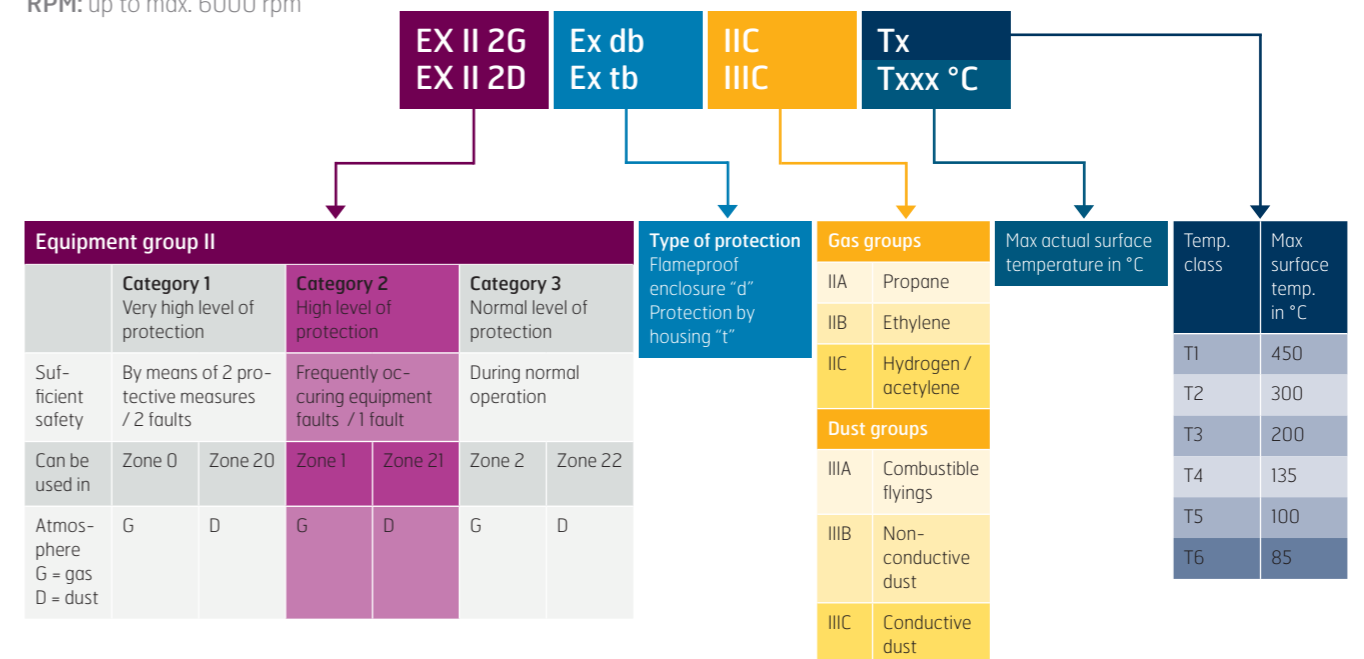 RPM: up to max. 6000 rpm
EX II 2G
EX II 2D
Ex db
Ex tb
IIC
IIIC
Tx
Txxx °C
Equipment group II
Category 1
Very high level of
protection
Category 2
High level of
protection
Category 3
Normal level of
protection
Suf-
ficient
safety
By means of 2 pro-
tective measures
/ 2 faults
Frequently oc-
curing equipment
faults / 1 fault
During normal
operation
Can be
used in
Zone 0
Zone 20
Zone 1
Zone 21
Zone 2
Zone 22
Atmos-
phere
G = gas
D = dust
G
D
G
D
G
D
Type of protection
Flameproof
enclosure “d”
Protection by
housing “t”
Gas groups
IIA Propane
IIB Ethylene
IIC Hydrogen /
acetylene
Dust groups
IIIA Combustible
flyings
IIIB Non-
conductive
dust
IIIC Conductive
dust
Max actual surface
temperature in °C
Temp.
class
Max
surface
temp.
in °C
T1 450
T2 300
T3 200
T4 135
T5 100
T6 85